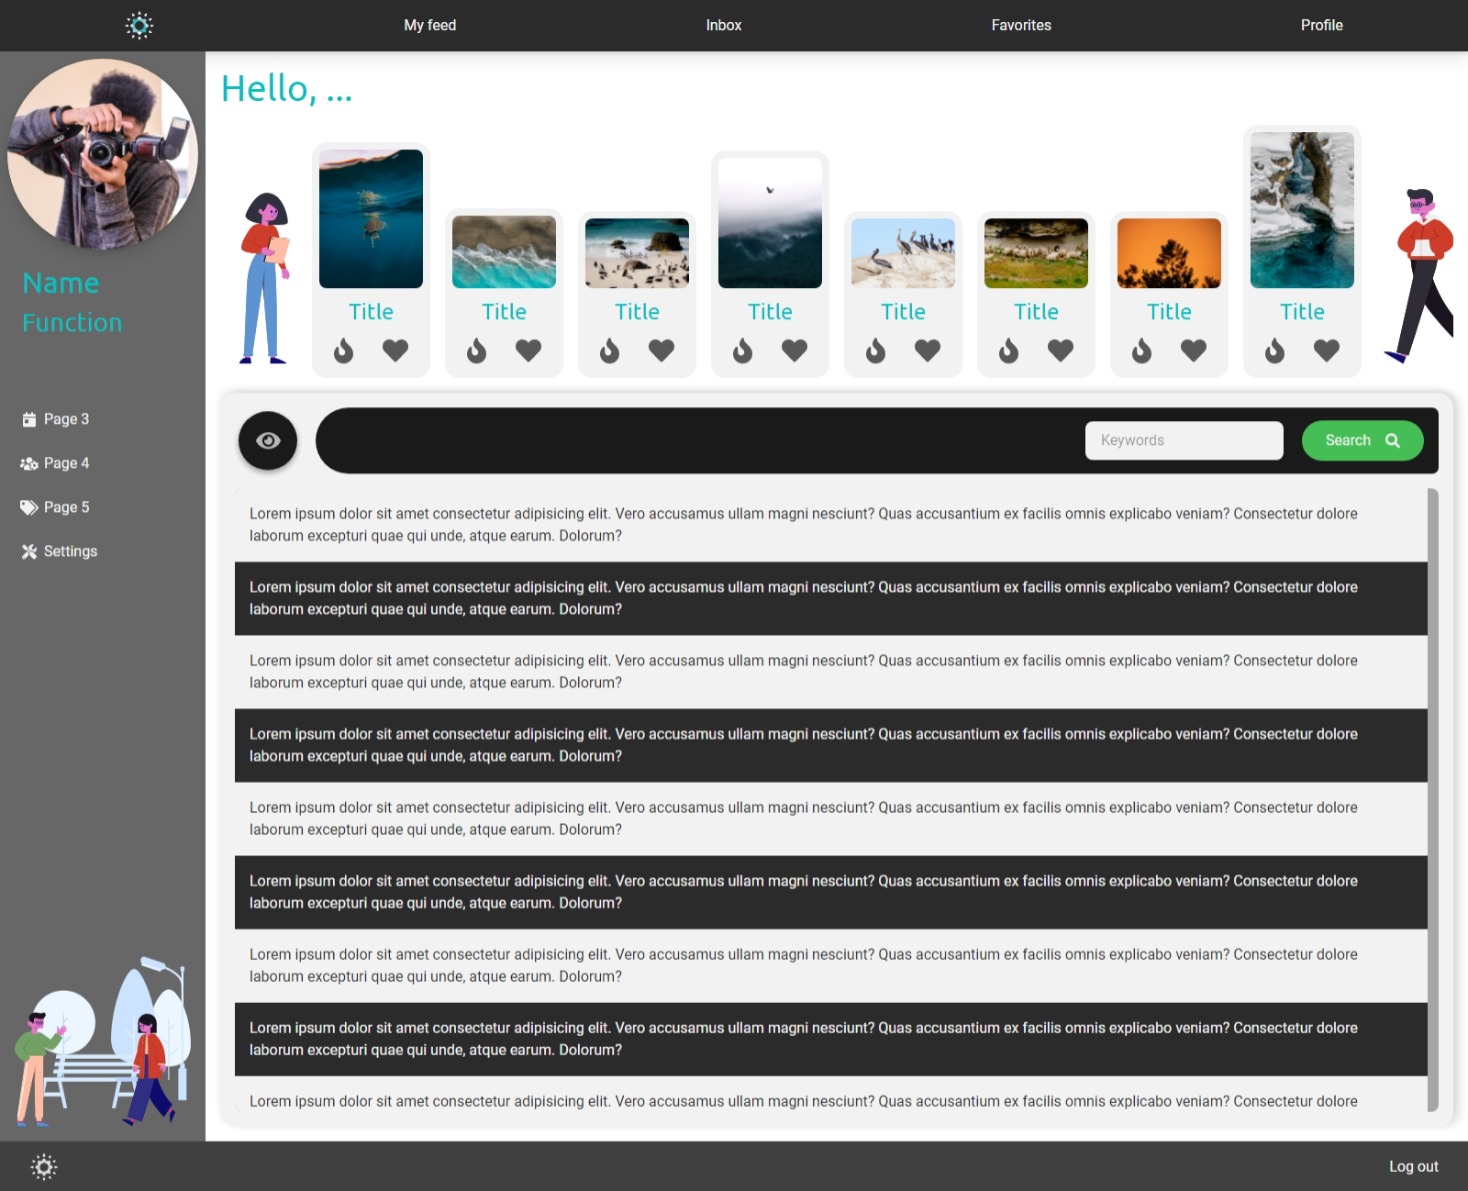 My feed
Inbox
Favorites
Profile
Name
Function
Page 3
Page 4
Page 5
Settings
Hello, ...
Title
Title
Title
Title
Title
Title
Title
Title
Keywords
Search
Lorem ipsum dolor sit amet consectetur adipisicing elit. Vero accusamus ullam magni nesciunt? Quas accusantium ex facilis omnis explicabo veniam? Consectetur dolore
laborum excepturi quae qui unde, atque earum. Dolorum?
Lorem ipsum dolor sit amet consectetur adipisicing elit. Vero accusamus ullam magni nesciunt? Quas accusantium ex facilis omnis explicabo veniam? Consectetur dolore
laborum excepturi quae qui unde, atque earum. Dolorum?
Lorem ipsum dolor sit amet consectetur adipisicing elit. Vero accusamus ullam magni nesciunt? Quas accusantium ex facilis omnis explicabo veniam? Consectetur dolore
laborum excepturi quae qui unde, atque earum. Dolorum?
Lorem ipsum dolor sit amet consectetur adipisicing elit. Vero accusamus ullam magni nesciunt? Quas accusantium ex facilis omnis explicabo veniam? Consectetur dolore
laborum excepturi quae qui unde, atque earum. Dolorum?
Lorem ipsum dolor sit amet consectetur adipisicing elit. Vero accusamus ullam magni nesciunt? Quas accusantium ex facilis omnis explicabo veniam? Consectetur dolore
laborum excepturi quae qui unde, atque earum. Dolorum?
Lorem ipsum dolor sit amet consectetur adipisicing elit. Vero accusamus ullam magni nesciunt? Quas accusantium ex facilis omnis explicabo veniam? Consectetur dolore
laborum excepturi quae qui unde, atque earum. Dolorum?
Lorem ipsum dolor sit amet consectetur adipisicing elit. Vero accusamus ullam magni nesciunt? Quas accusantium ex facilis omnis explicabo veniam? Consectetur dolore
laborum excepturi quae qui unde, atque earum. Dolorum?
Lorem ipsum dolor sit amet consectetur adipisicing elit. Vero accusamus ullam magni nesciunt? Quas accusantium ex facilis omnis explicabo veniam? Consectetur dolore
laborum excepturi quae qui unde, atque earum. Dolorum?
Lorem ipsum dolor sit amet consectetur adipisicing elit. Vero accusamus ullam magni nesciunt? Quas accusantium ex facilis omnis explicabo veniam? Consectetur dolore
Log out